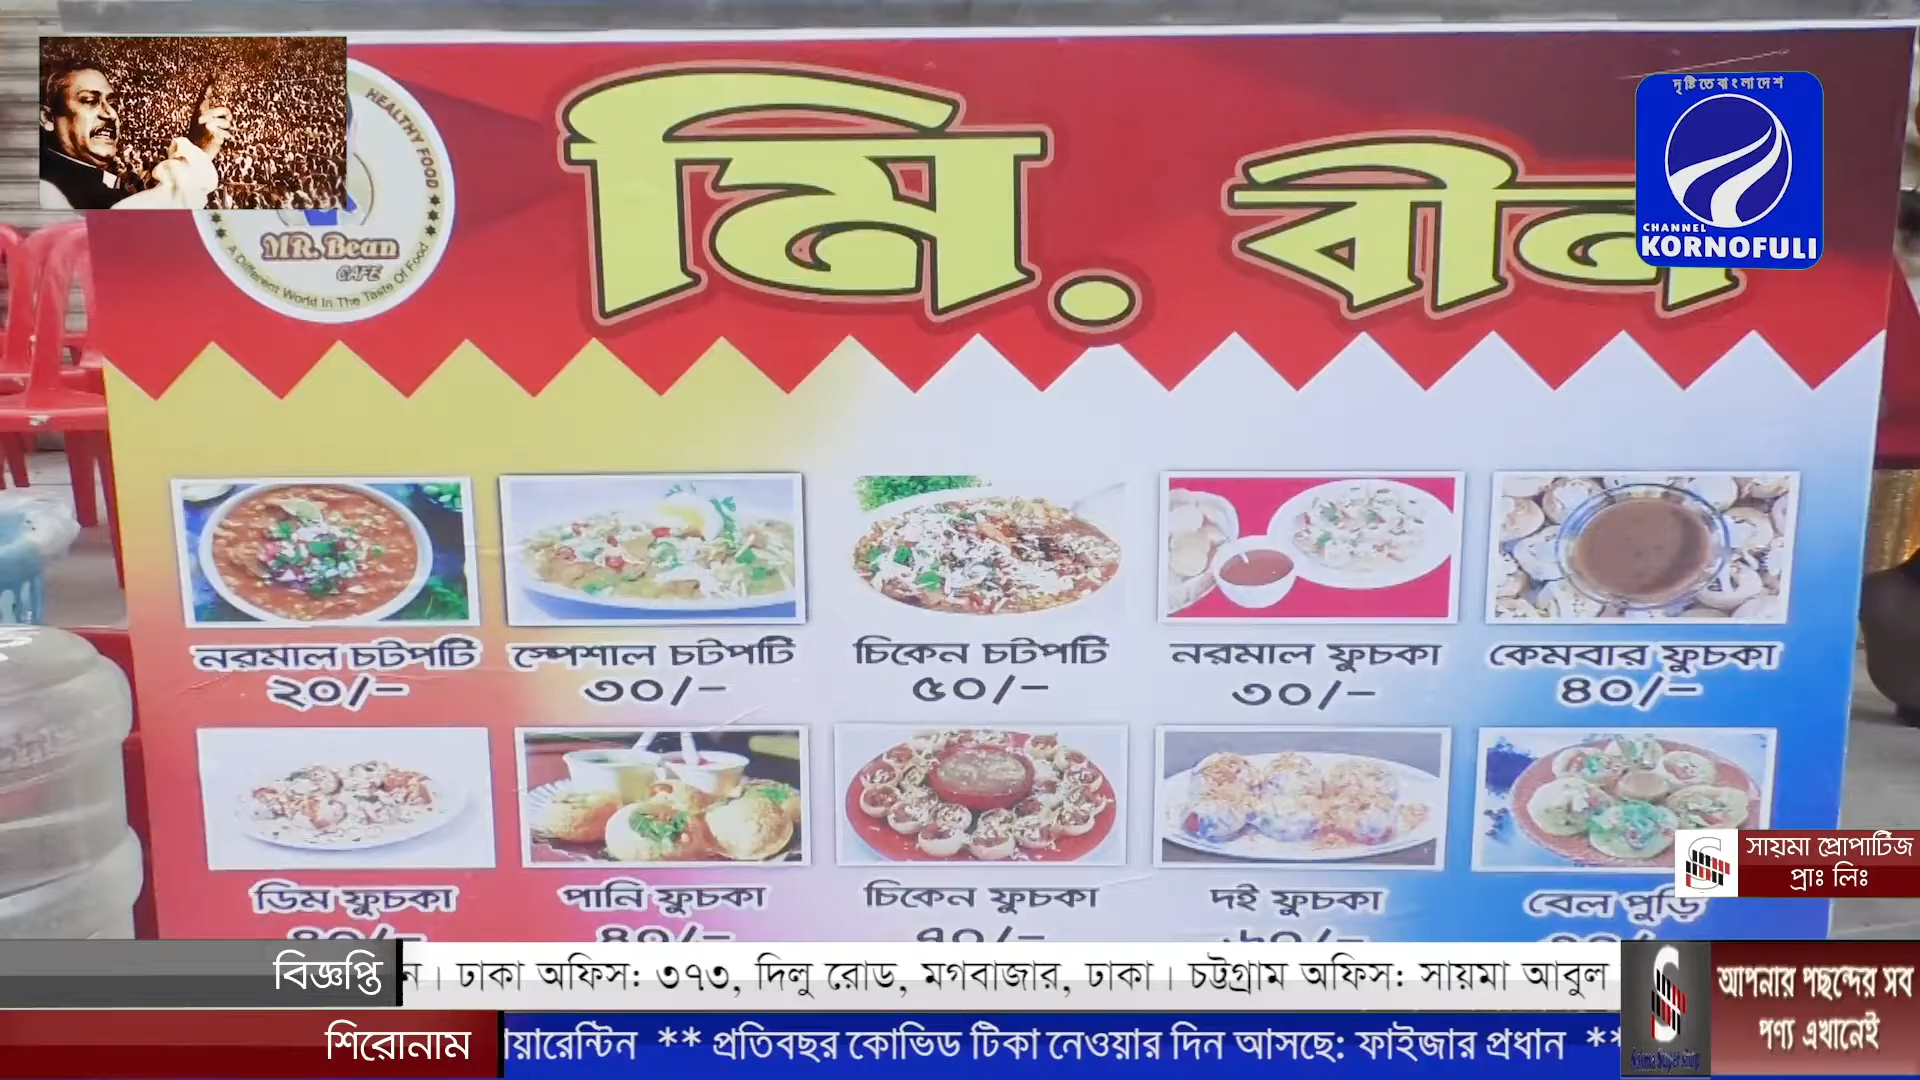 HEALTHY FOOD
MR. Bean
CAFE
A Different World In The Taste Of Food
মি. বীন
দৃষ্টিতে বাংলাদেশ
CHANNEL
KORNOFULI
নরমাল চটপটি স্পেশাল চটপটি চিকেন চটপটি নরমাল ফুচকা কেমবার ফুচকা
২০/- ৩০/- ৫০/- ৩০/- ৪০/-
ডিম ফুচকা পানি ফুচকা চিকেন ফুচকা দই ফুচকা বেল পুড়ি
সায়মা প্রোপার্টিজ
প্রাঃ লিঃ
বিজ্ঞপ্তি ন। ঢাকা অফিস: ৩৭৩, দিলু রোড, মগবাজার, ঢাকা। চট্টগ্রাম অফিস: সায়মা আবুল
শিরোনাম য়ারেন্টিন ** প্রতিবছর কোভিড টিকা নেওয়ার দিন আসছে: ফাইজার প্রধান **
আপনার পছন্দের সব
পণ্য এখানেই